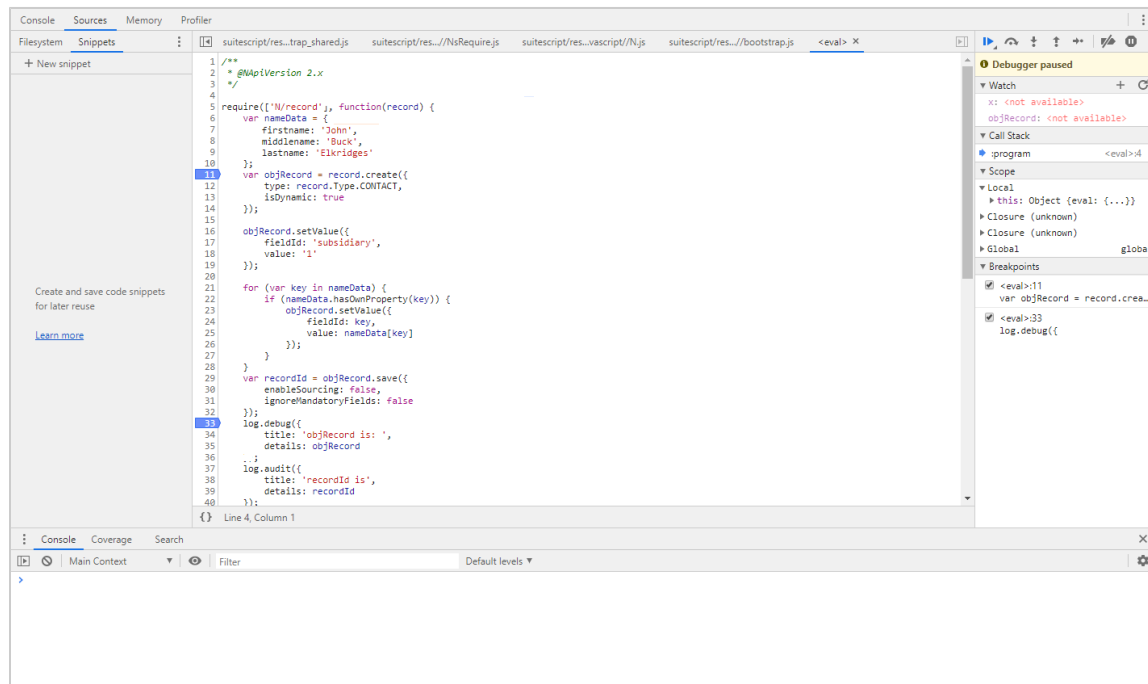 Console Sources Memory Profiler
Filesystem Snippets
suitescript/res...trap_shared.js suitescript/res...//NsRequire.js suitescript/res...vascript//N.js suitescript/res...//bootstrap.js <eval> ×
+ New snippet
Create and save code snippets
for later reuse
Learn more
1 /**
2 * @NApiVersion 2.x
3 */
4
5 require(['N/record'], function(record) {
6 var nameData = {
7 firstname: 'John',
8 middlename: 'Buck',
9 lastname: 'Elkridges'
10 };
11 var objRecord = record.create({
12 type: record.Type.CONTACT,
13 isDynamic: true
14 });
15
16 objRecord.setValue({
17 fieldId: 'subsidiary',
18 value: '1'
19 });
20
21 for (var key in nameData) {
22 if (nameData.hasOwnProperty(key)) {
23 objRecord.setValue({
24 fieldId: key,
25 value: nameData[key]
26 });
27 }
28 }
29 var recordId = objRecord.save({
30 enableSourcing: false,
31 ignoreMandatoryFields: false
32 });
33 log.debug({
34 title: 'objRecord is: ',
35 details: objRecord
36 ;
37 log.audit({
38 title: 'recordId is',
39 details: recordId
40 });
{} Line 4, Column 1
Debugger paused
Watch
x: <not available>
objRecord: <not available>
Call Stack
:program <eval>:4
Scope
Local
this: Object {eval: {...}}
Closure (unknown)
Closure (unknown)
Global globa
Breakpoints
<eval>:11
var objRecord = record.crea…
<eval>:33
log.debug({
Console Coverage Search
Main Context Filter Default levels